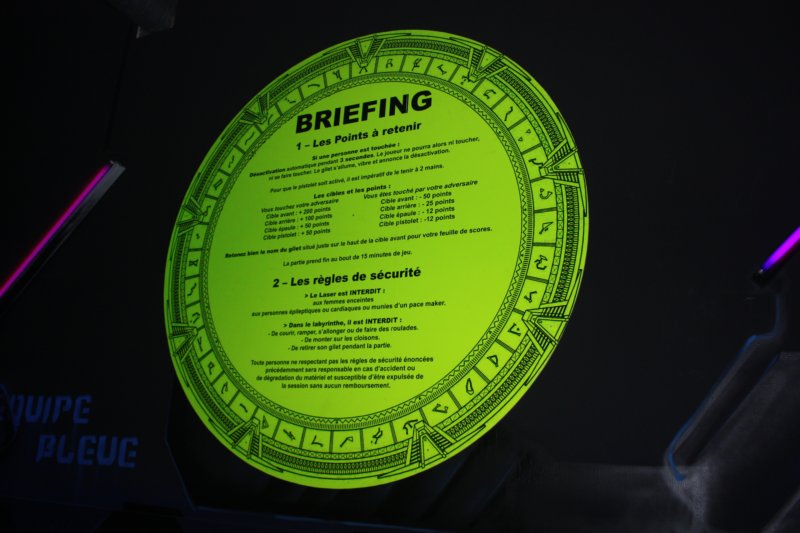 BRIEFING
1 – Les Points à retenir
Si une personne est touchée :
Désactivation automatique pendant 3 secondes. Le joueur ne pourra alors ni toucher,
ni se faire toucher. Le gilet s'allume, vibre et annonce la désactivation.
Pour que le pistolet soit activé, il est impératif de le tenir à 2 mains.
Les cibles et les points :
Vous touchez votre adversaire
Cible avant : + 200 points
Cible arrière : + 100 points
Cible épaule : + 50 points
Cible pistolet : + 50 points
Vous êtes touché par votre adversaire
Cible avant : - 50 points
Cible arrière : - 25 points
Cible épaule : - 12 points
Cible pistolet : -12 points
Retenez bien le nom du gilet situé juste sur le haut de la cible avant pour votre feuille de scores.
La partie prend fin au bout de 15 minutes de jeu.
2 – Les règles de sécurité
> Le Laser est INTERDIT :
aux femmes enceintes
aux personnes épileptiques ou cardiaques ou munies d'un pace maker.
> Dans le labyrinthe, il est INTERDIT :
- De courir, ramper, s'allonger ou de faire des roulades.
- De monter sur les cloisons.
- De retirer son gilet pendant la partie.
Toute personne ne respectant pas les règles de sécurité énoncées
précédemment sera responsable en cas d'accident ou
de dégradation du matériel et susceptible d'être expulsée de
la session sans aucun remboursement.
EQUIPE
BLEUE